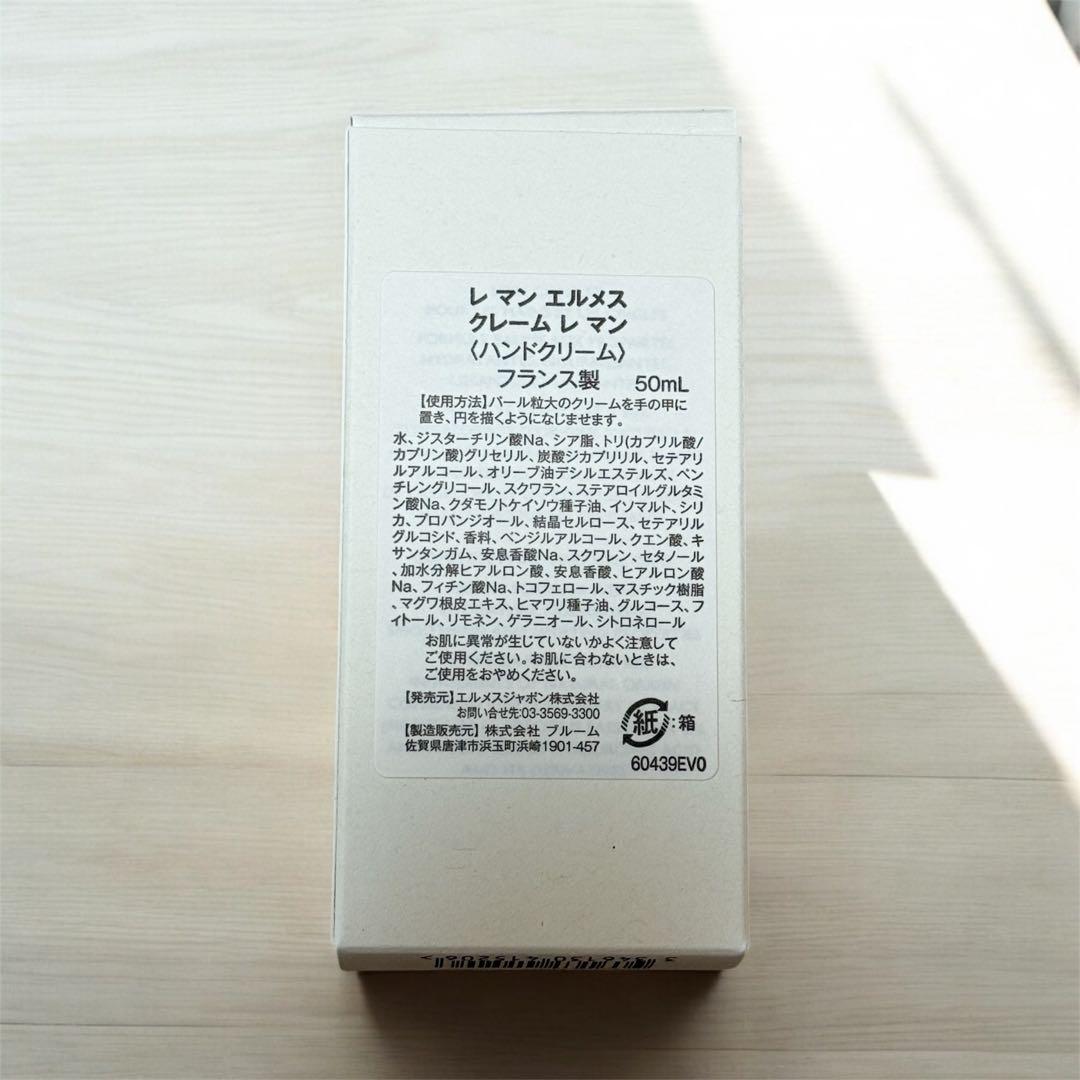 レ マン エルメス
クレーム レ マン
〈ハンドクリーム〉
フランス製 50mL
【使用方法】パール粒大のクリームを手の甲に
置き、円を描くようになじませます。
水、ジスターチリン酸Na、シア脂、トリ(カプリル酸/
カプリン酸)グリセリル、炭酸ジカプリリル、セテアリ
ルアルコール、オリーブ油デシルエステルズ、ペン
チレングリコール、スクワラン、ステアロイルグルタミ
ン酸Na、クダモノトケイソウ種子油、イソマルト、シリ
カ、プロパンジオール、結晶セルロース、セテアリル
グルコシド、香料、ベンジルアルコール、クエン酸、キ
サンタンガム、安息香酸Na、スクワレン、セタノール
、加水分解ヒアルロン酸、安息香酸、ヒアルロン酸
Na、フィチン酸Na、トコフェロール、マスチック樹脂
、マグワ根皮エキス、ヒマワリ種子油、グルコース、フ
ィトール、リモネン、ゲラニオール、シトロネロール
お肌に異常が生じていないかよく注意して
ご使用ください。お肌に合わないときは、
ご使用をおやめください。
【発売元】エルメスジャポン株式会社
お問い合せ先:03-3569-3300
【製造販売元】株式会社 ブルーム
佐賀県唐津市浜玉町浜崎1901-457
紙:箱
60439EV0